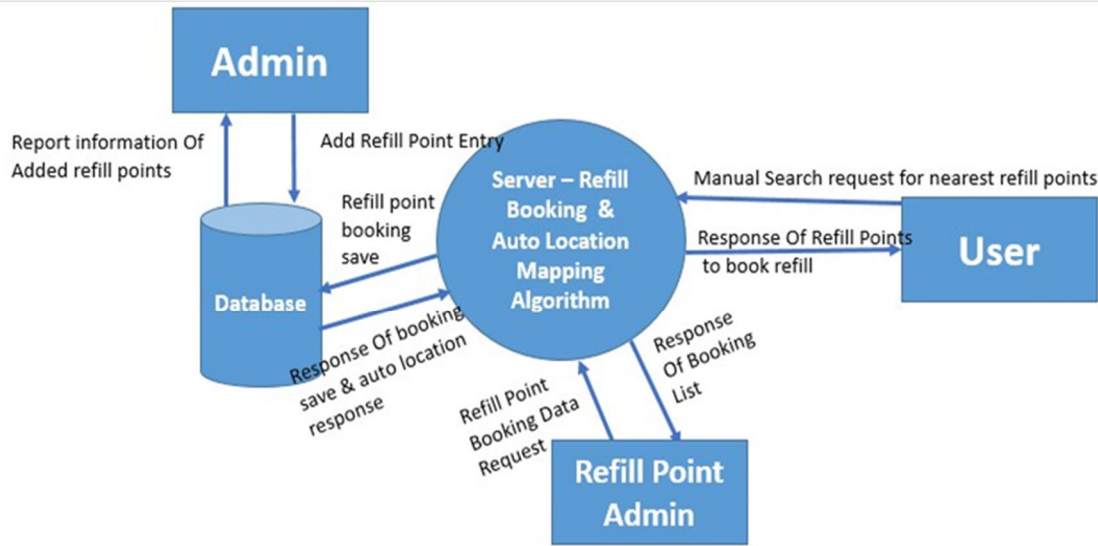 Admin
Report information Of
Added refill points
Add Refill Point Entry
Refill point
booking
save
Database
Response Of booking
save & auto location
response
Server – Refill
Booking &
Auto Location
Mapping
Algorithm
Manual Search request for nearest refill points
Response Of Refill Points
to book refill
User
Refill Point
Booking Data
Request
Response
Of Booking
List
Refill Point
Admin